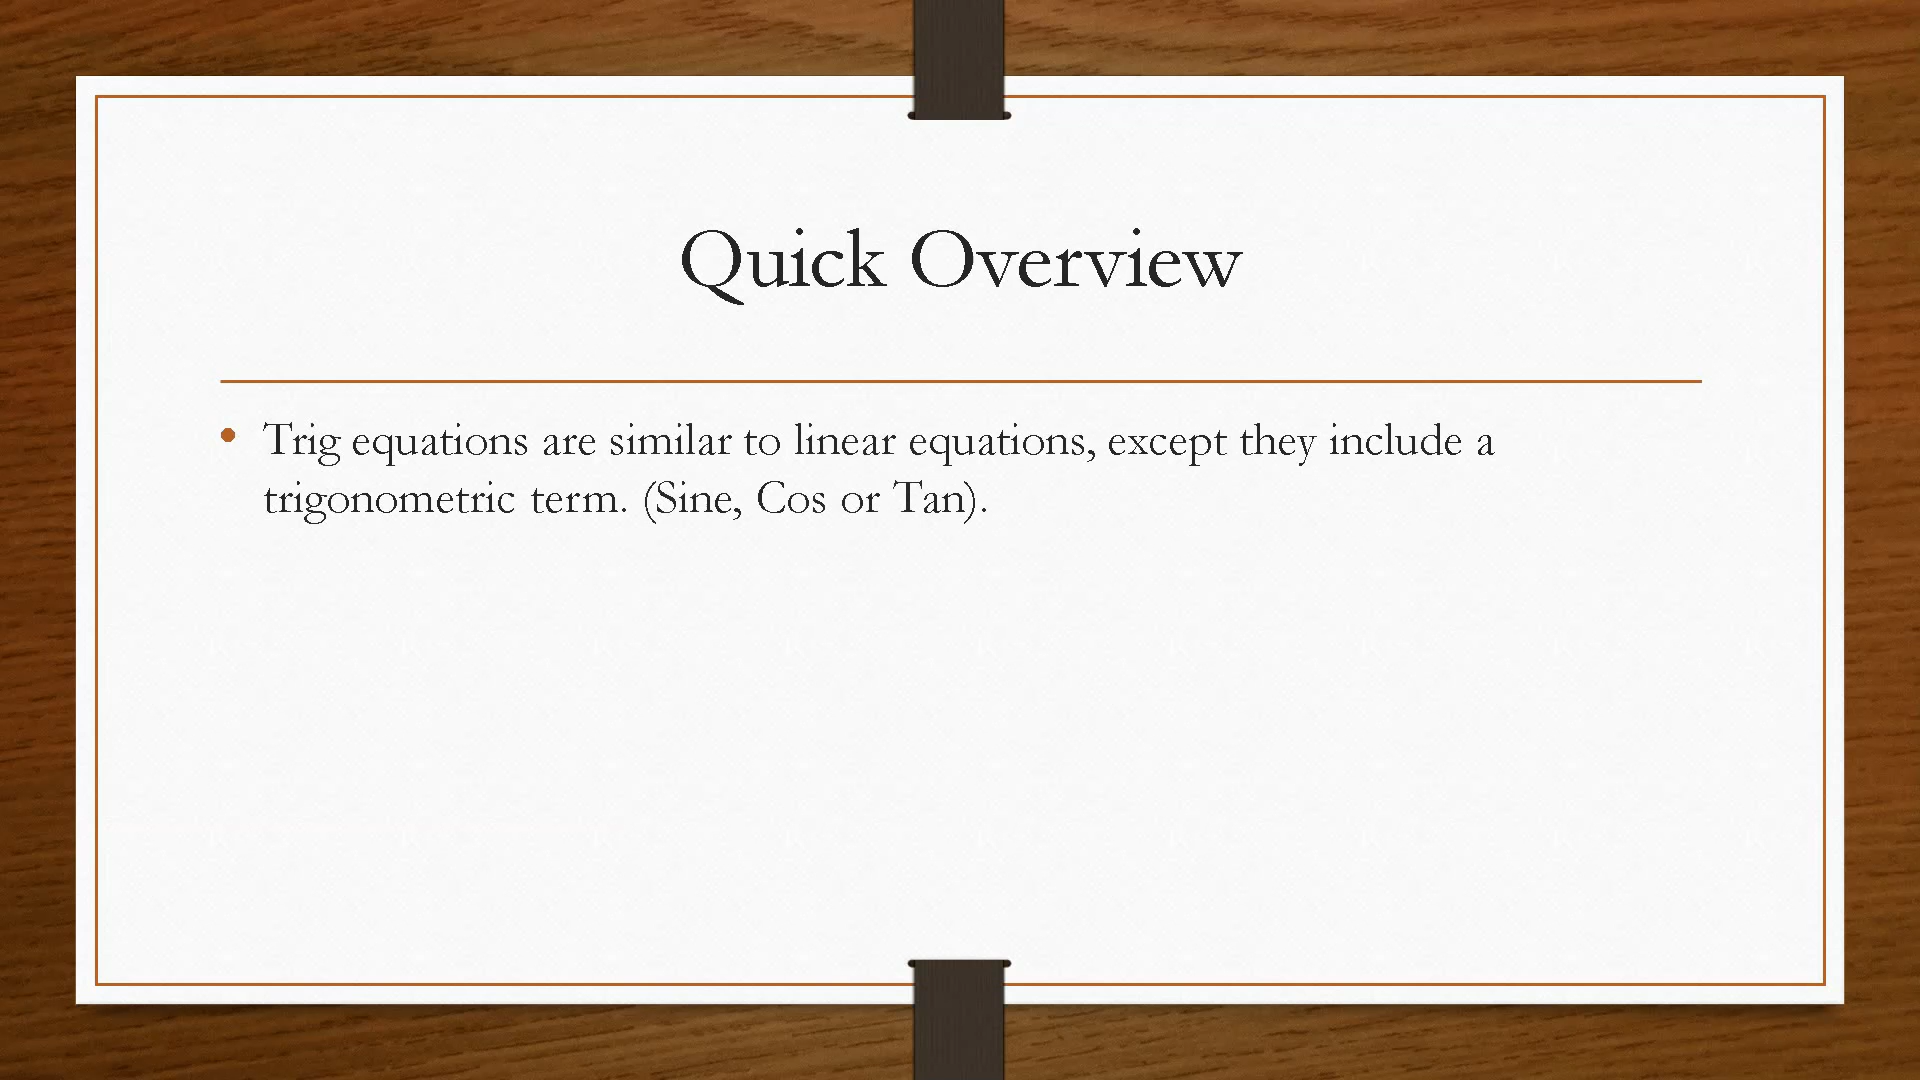 Quick Overview
• Trig equations are similar to linear equations, except they include a
trigonometric term. (Sine, Cos or Tan).